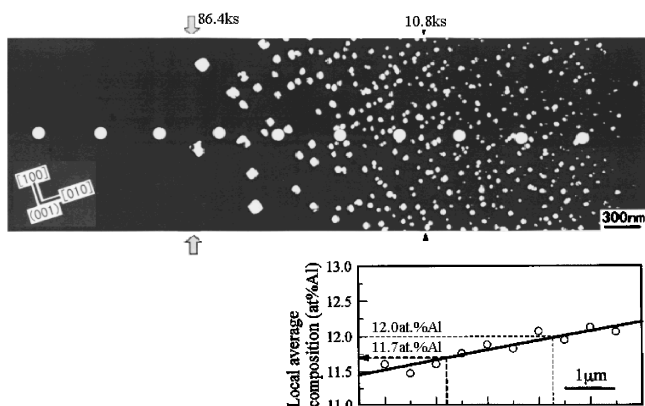 86.4ks
10.8ks
[100]
[010]
(001)
300nm
Local average
composition (at%Al)
13.0
12.5
12.0
11.5
11.0
12.0at.%Al
11.7at.%Al
1μm